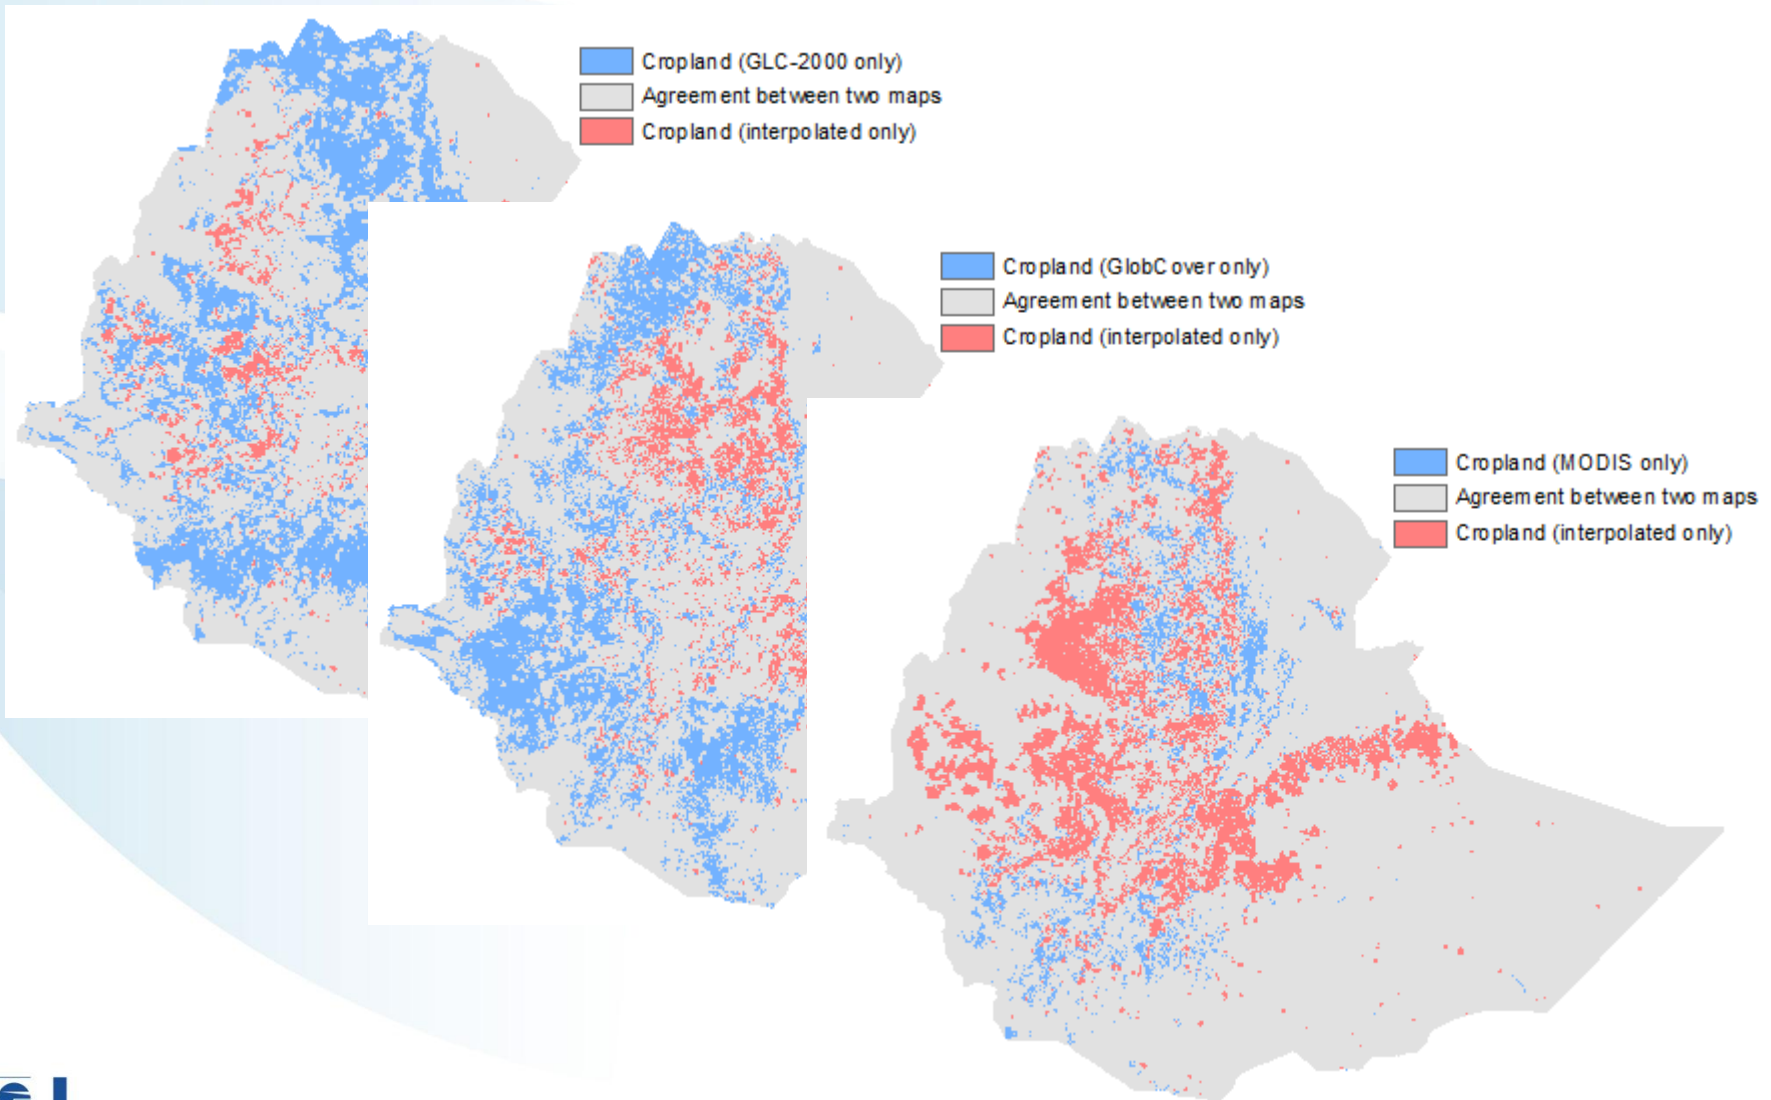 Cropland (GLC-2000 only)
Agreement between two maps
Cropland (interpolated only)
Cropland (GlobCover only)
Agreement between two maps
Cropland (interpolated only)
Cropland (MODIS only)
Agreement between two maps
Cropland (interpolated only)